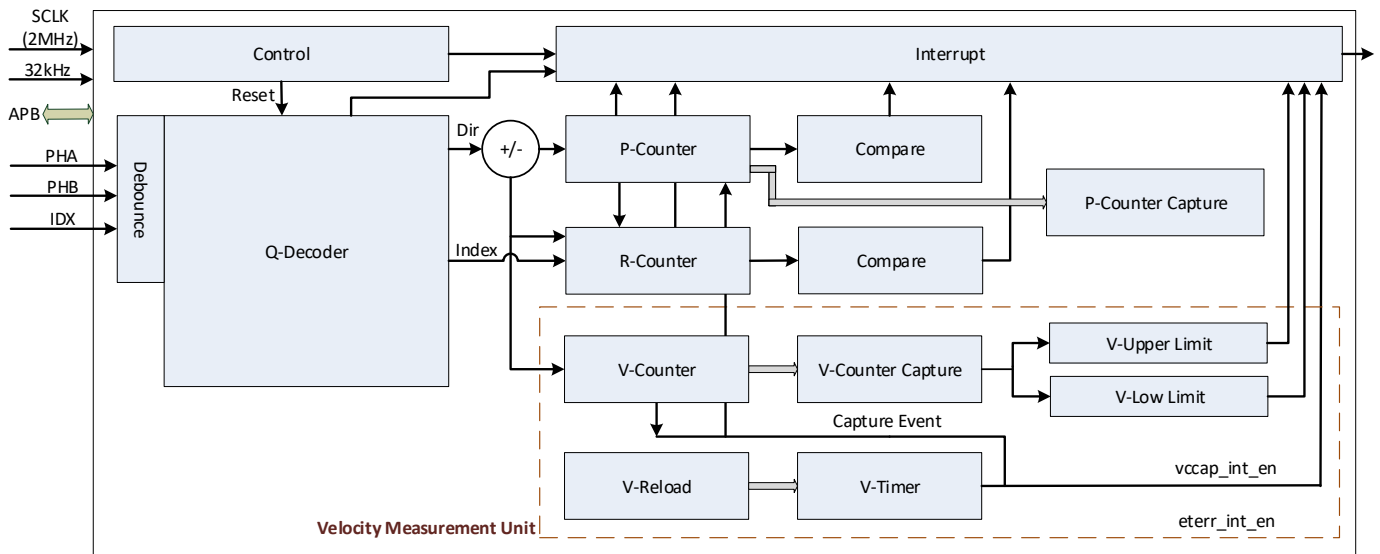 SCLK
(2MHz)
32kHz
APB
PHA
PHB
IDX
Control
Interrupt
Reset
Debounce
Q-Decoder
Dir
+/-
P-Counter
Compare
P-Counter Capture
Index
R-Counter
Compare
V-Counter
V-Counter Capture
V-Upper Limit
V-Low Limit
Capture Event
V-Reload
V-Timer
vccap_int_en
eterr_int_en
Velocity Measurement Unit